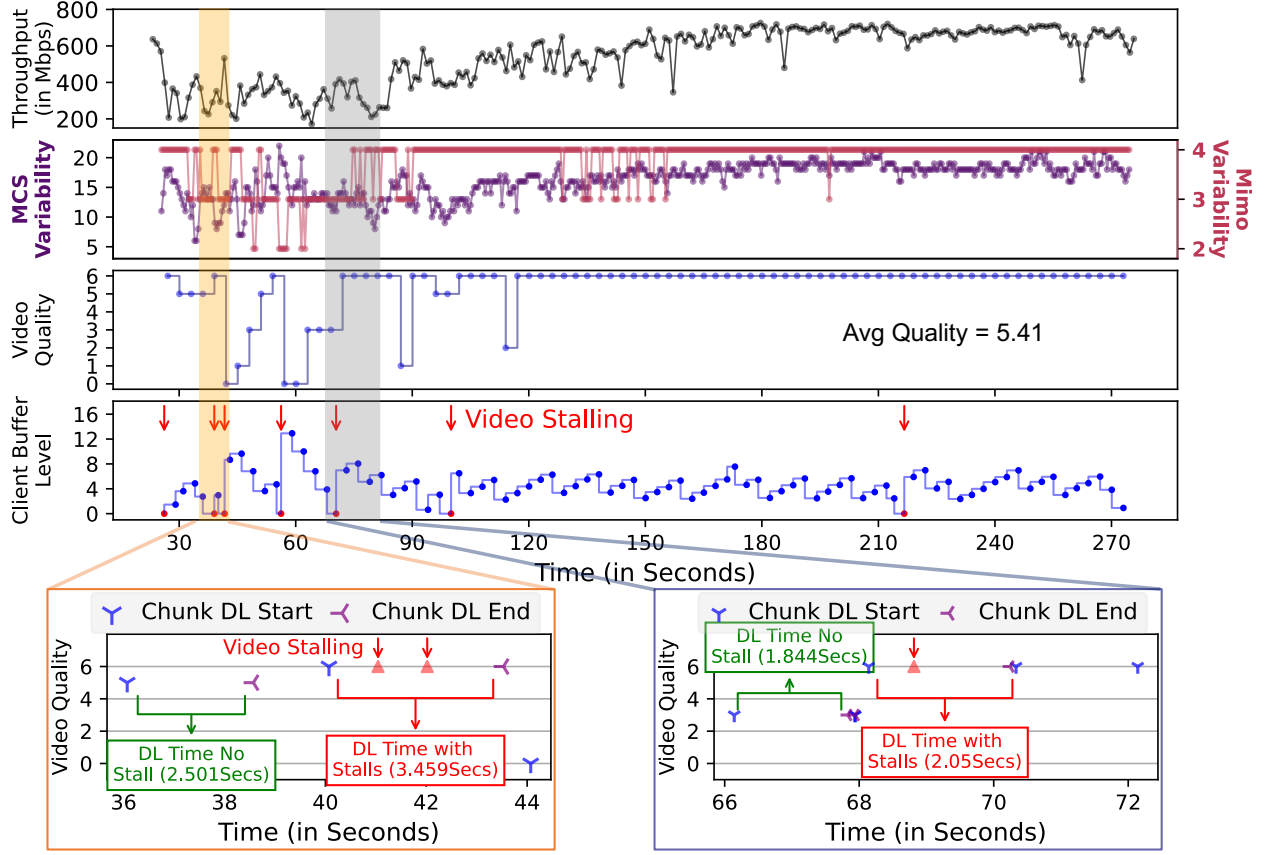 Throughput
(in Mbps)
800
600
400
200
MCS
Variability
20
15
10
5
4
3
2
Mimo
Variability
Video
Quality
6
5
4
3
2
1
0
Avg Quality = 5.41
Client Buffer
Level
16
12
8
4
0
Video Stalling
30 60 90 120 150 180 210 240 270
Time (in Seconds)
Chunk DL Start Chunk DL End
Video Quality
6
4
2
0
Video Stalling
DL Time No
Stall (2.501Secs)
DL Time with
Stalls (3.459Secs)
36 38 40 42 44
Time (in Seconds)
Chunk DL Start Chunk DL End
Video Quality
6
4
2
0
DL Time No
Stall (1.844Secs)
DL Time with
Stalls (2.05Secs)
66 68 70 72
Time (in Seconds)